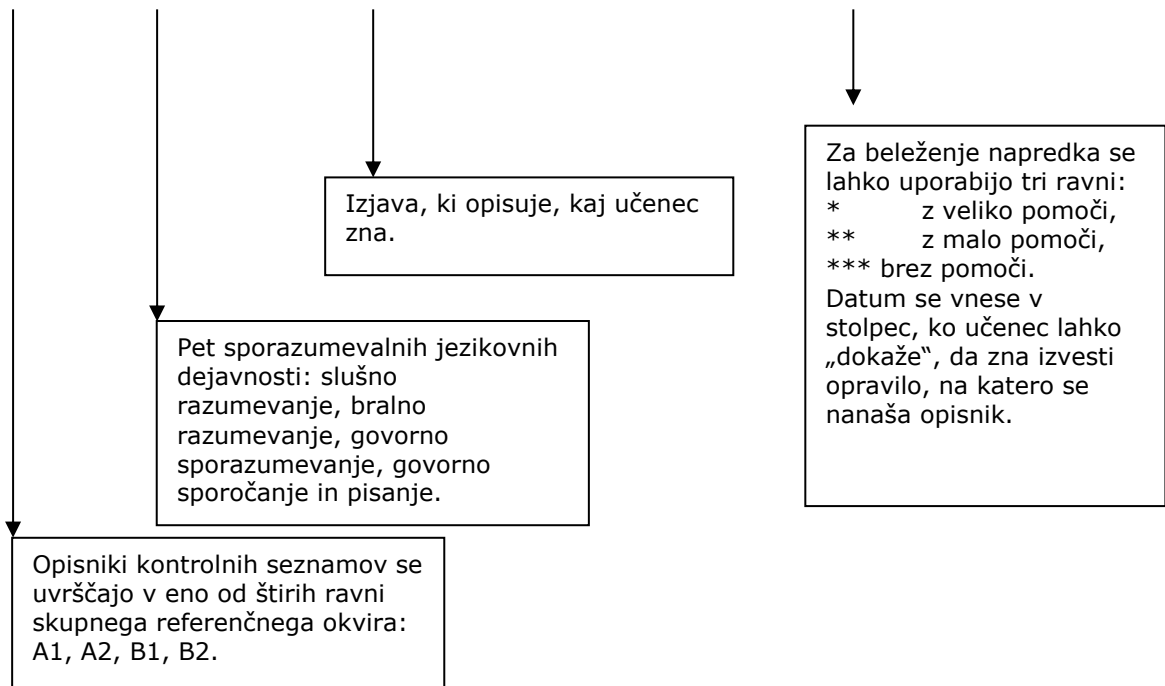 Izjava, ki opisuje, kaj učenec
zna.
Za beleženje napredka se
lahko uporabijo tri ravni:
* z veliko pomoči,
** z malo pomoči,
*** brez pomoči.
Datum se vnese v
stolpec, ko učenec lahko
„dokaže“, da zna izvesti
opravilo, na katero se
nanaša opisnik.
Pet sporazumevalnih jezikovnih
dejavnosti: slušno
razumevanje, bralno
razumevanje, govorno
sporazumevanje, govorno
sporočanje in pisanje.
Opisniki kontrolnih seznamov se
uvrščajo v eno od štirih ravni
skupnega referenčnega okvira:
A1, A2, B1, B2.